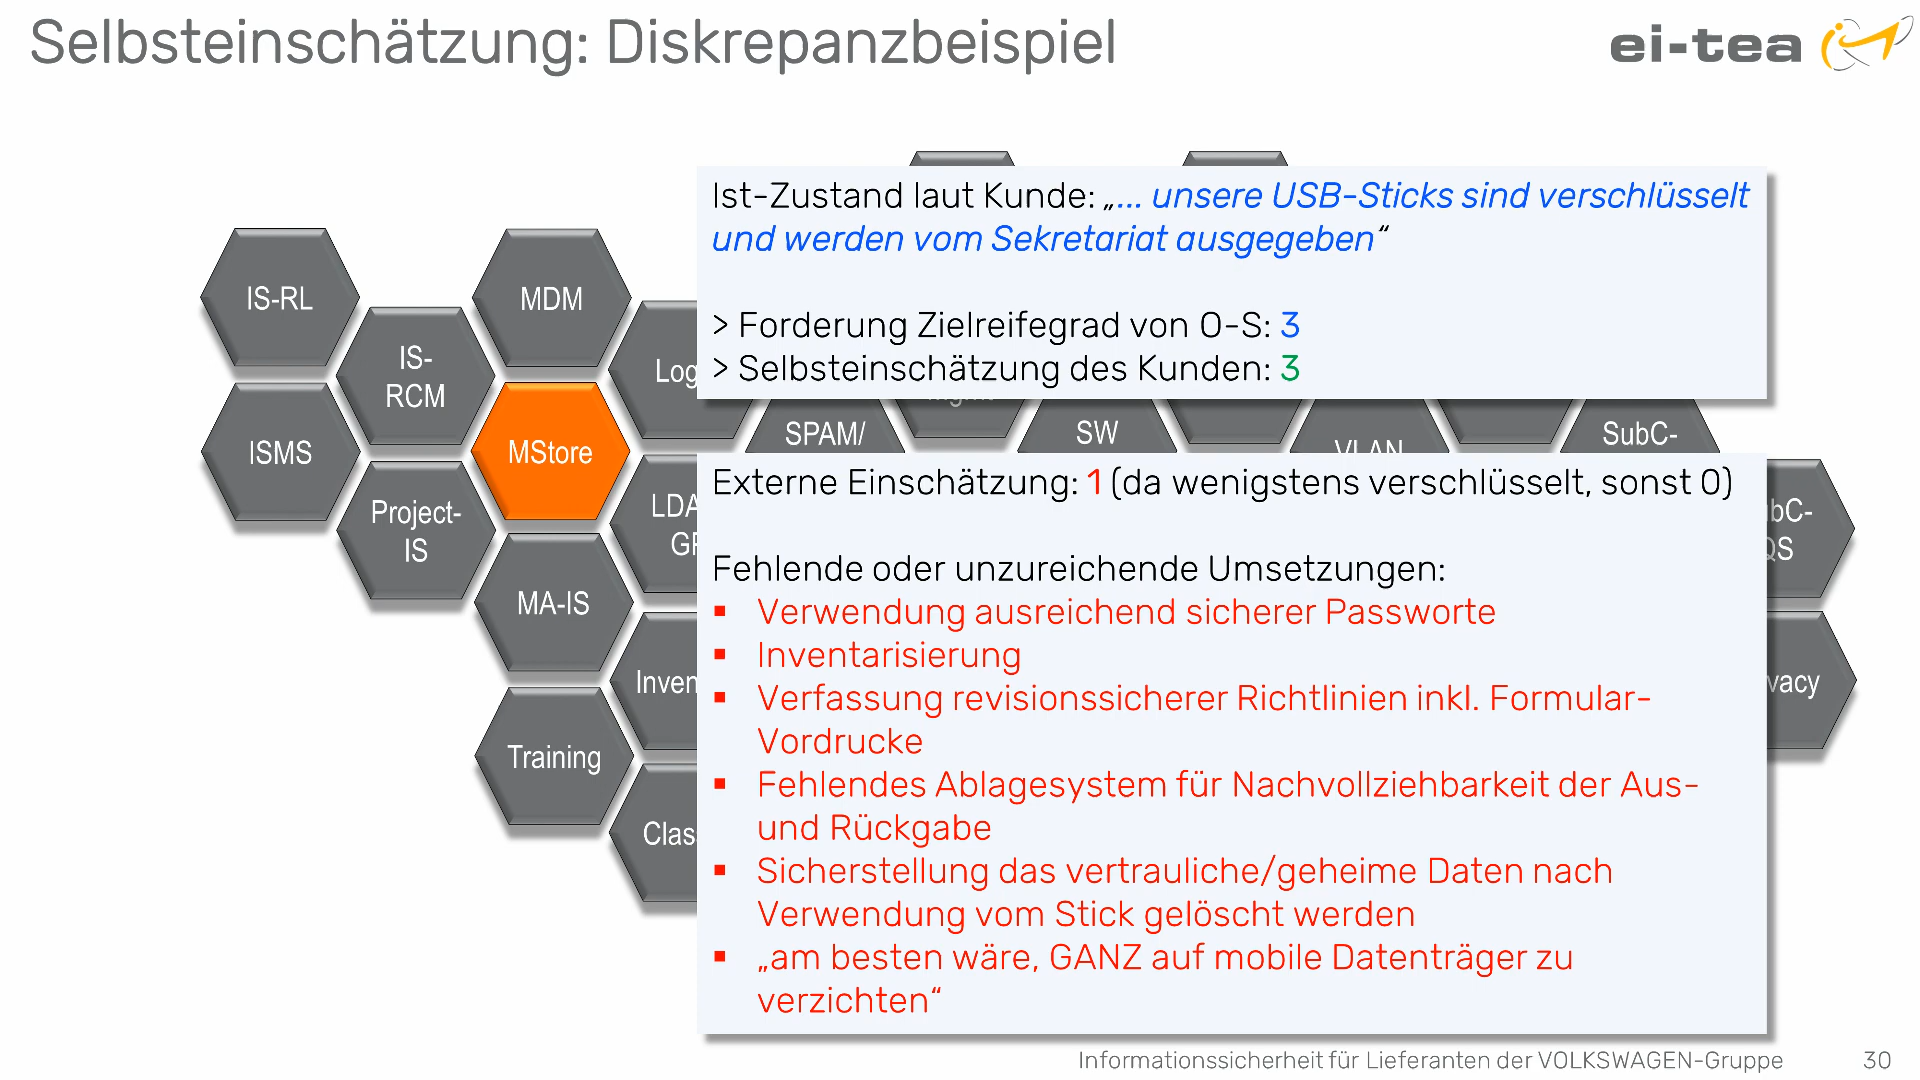 Selbsteinschätzung: Diskrepanzbeispiel
ei-tea
Ist-Zustand laut Kunde: „... unsere USB-Sticks sind verschlüsselt
und werden vom Sekretariat ausgegeben“
> Forderung Zielreifegrad von O-S: 3
> Selbsteinschätzung des Kunden: 3
IS-RL
MDM
IS-
RCM
Log
Mgmt
ISMS
MStore
SPAM/
SW
VLAN
SubC-
Externe Einschätzung: 1 (da wenigstens verschlüsselt, sonst 0)
Fehlende oder unzureichende Umsetzungen:
▪ Verwendung ausreichend sicherer Passworte
▪ Inventarisierung
▪ Verfassung revisionssicherer Richtlinien inkl. Formular-
Vordrucke
▪ Fehlendes Ablagesystem für Nachvollziehbarkeit der Aus-
und Rückgabe
▪ Sicherstellung das vertrauliche/geheime Daten nach
Verwendung vom Stick gelöscht werden
▪ „am besten wäre, GANZ auf mobile Datenträger zu
verzichten“
Project-
IS
LDA
MA-IS
Inven
Training
Clas
bC-
QS
vacy
Informationssicherheit für Lieferanten der VOLKSWAGEN-Gruppe
30